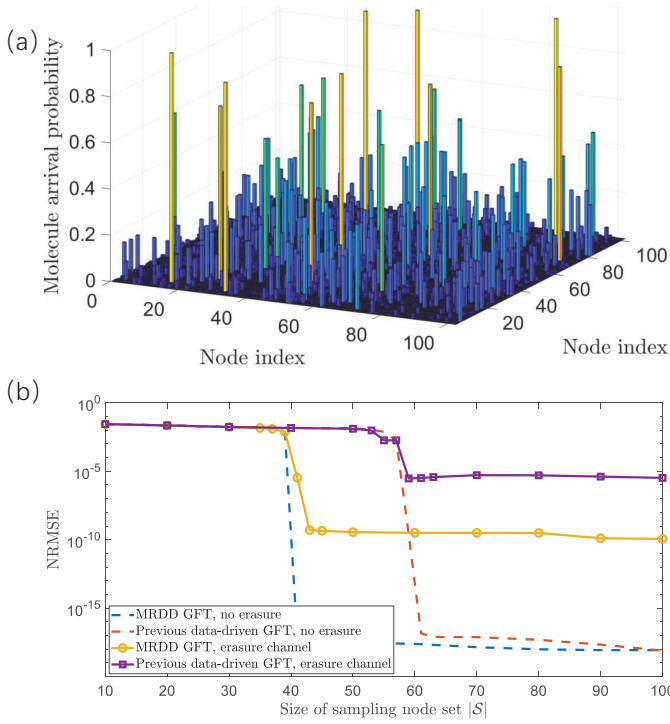 (a)
Molecule arrival probability
1
0.8
0.6
0.4
0.2
0
0
20
40
60
80
100
Node index
20
40
60
80
100
Node index
(b)
NRMSE
10^0
10^-5
10^-10
10^-15
MRDD GFT, no erasure
Previous data-driven GFT, no erasure
MRDD GFT, erasure channel
Previous data-driven GFT, erasure channel
10 20 30 40 50 60 70 80 90 100
Size of sampling node set |𝒮|